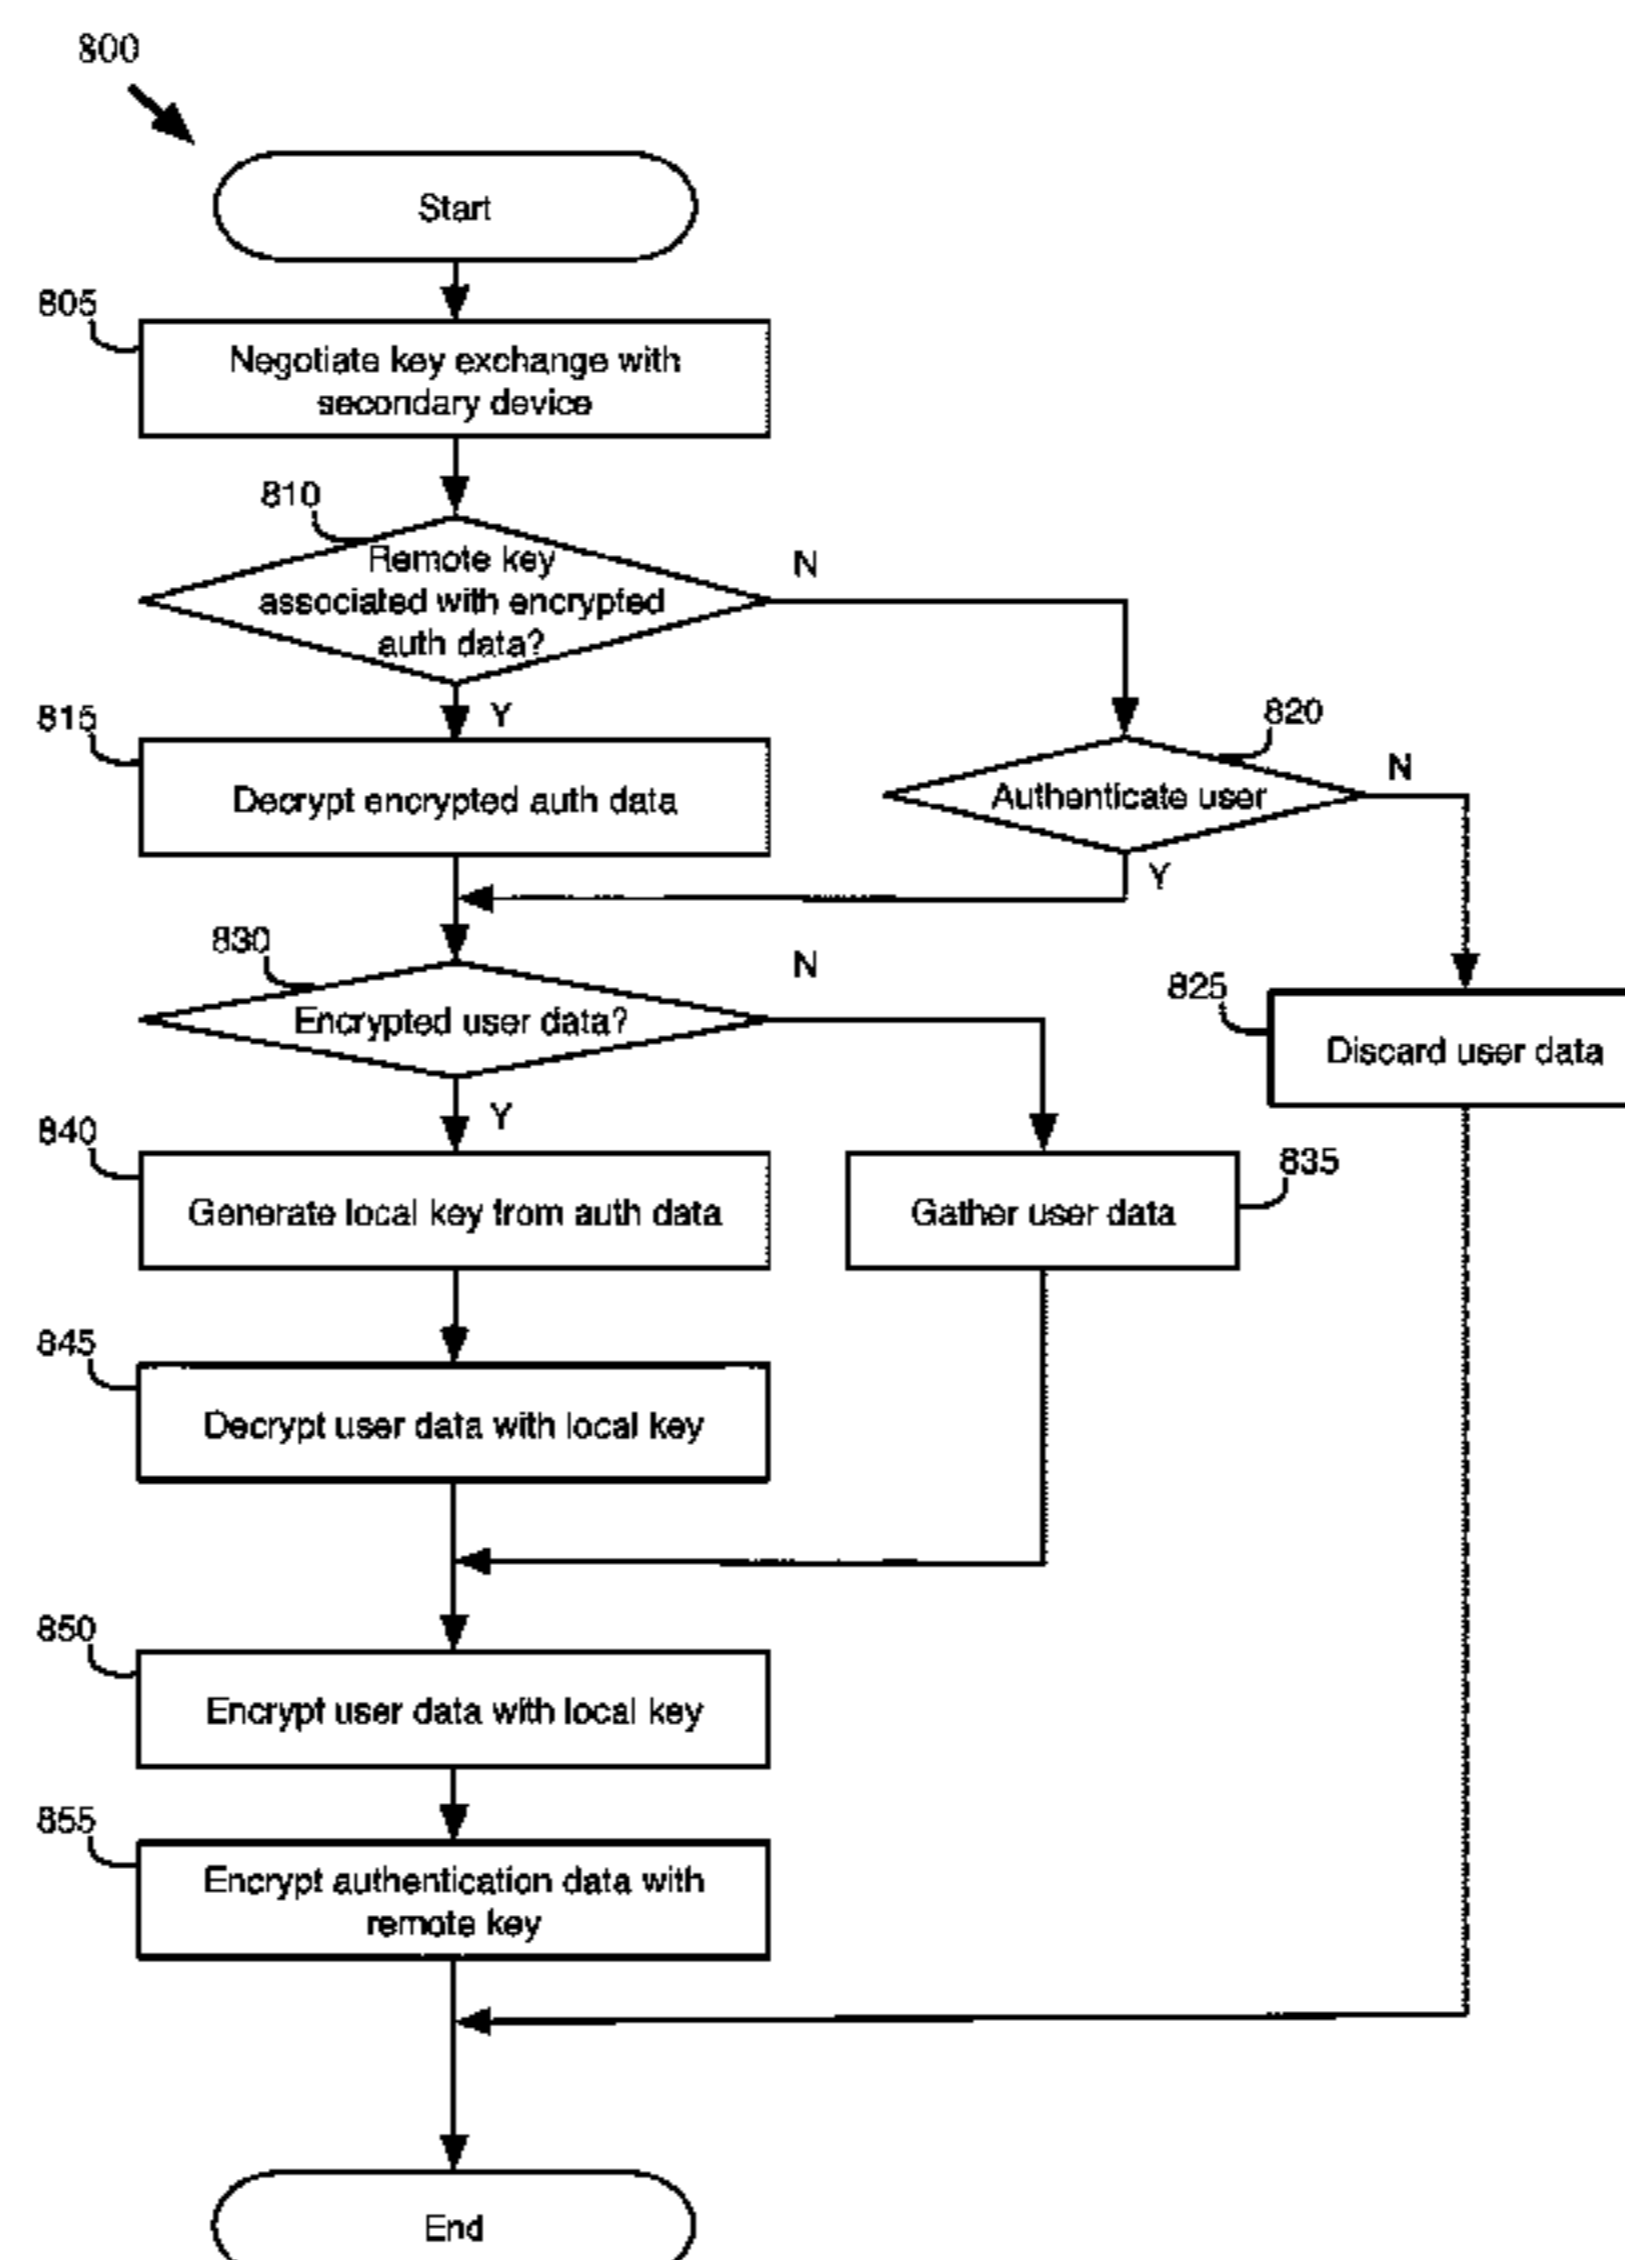 800
Start
805
Negotiate key exchange with
secondary device
810
Remote key
associated with encrypted
auth data?
N
Y
815
Decrypt encrypted auth data
820
Authenticate user
N
Y
830
Encrypted user data?
N
Y
825
Discard user data
840
Generate local key from auth data
835
Gather user data
845
Decrypt user data with local key
850
Encrypt user data with local key
855
Encrypt authentication data with
remote key
End